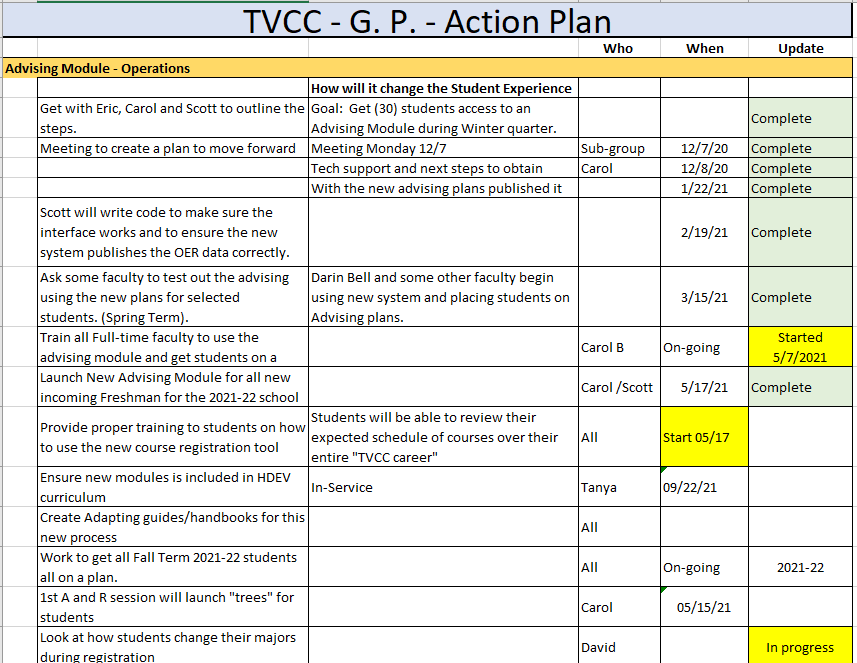 TVCC - G. P. - Action Plan
Who When Update
Advising Module - Operations
How will it change the Student Experience
Get with Eric, Carol and Scott to outline the steps. Goal: Get (30) students access to an Advising Module during Winter quarter. Complete
Meeting to create a plan to move forward Meeting Monday 12/7 Sub-group 12/7/20 Complete
Tech support and next steps to obtain Carol 12/8/20 Complete
With the new advising plans published it 1/22/21 Complete
Scott will write code to make sure the
interface works and to ensure the new
system publishes the OER data correctly.
2/19/21 Complete
Ask some faculty to test out the advising
using the new plans for selected
students. (Spring Term).
Darin Bell and some other faculty begin
using new system and placing students on
Advising plans.
3/15/21 Complete
Train all Full-time faculty to use the
advising module and get students on a
Carol B On-going Started
5/7/2021
Launch New Advising Module for all new
incoming Freshman for the 2021-22 school
Carol /Scott 5/17/21 Complete
Provide proper training to students on how
to use the new course registration tool
Students will be able to review their
expected schedule of courses over their
entire "TVCC career"
All Start 05/17
Ensure new modules is included in HDEV
curriculum
In-Service Tanya 09/22/21
Create Adapting guides/handbooks for this
new process
All
Work to get all Fall Term 2021-22 students
all on a plan.
All On-going 2021-22
1st A and R session will launch "trees" for
students
Carol 05/15/21
Look at how students change their majors
during registration
David In progress